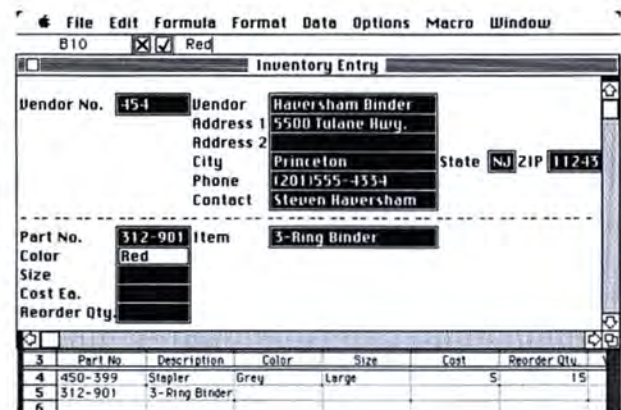 File Edit Formula Format Data Options Macro Window
B10 Red
Inventory Entry
Vendor No. 454 Vendor Haversham Binder
Address 1 5500 Tulane Hwy.
Address 2
City Princeton State NJ ZIP 11243
Phone (201)555-4334
Contact Steven Haversham
Part No. 312-901 Item 3-Ring Binder
Color Red
Size
Cost Ea.
Reorder Qty.
3 Part No. Description Color Size Cost Reorder Qty.
4 450-399 Stapler Grey Large 5 15
5 312-901 3-Ring Binder
6